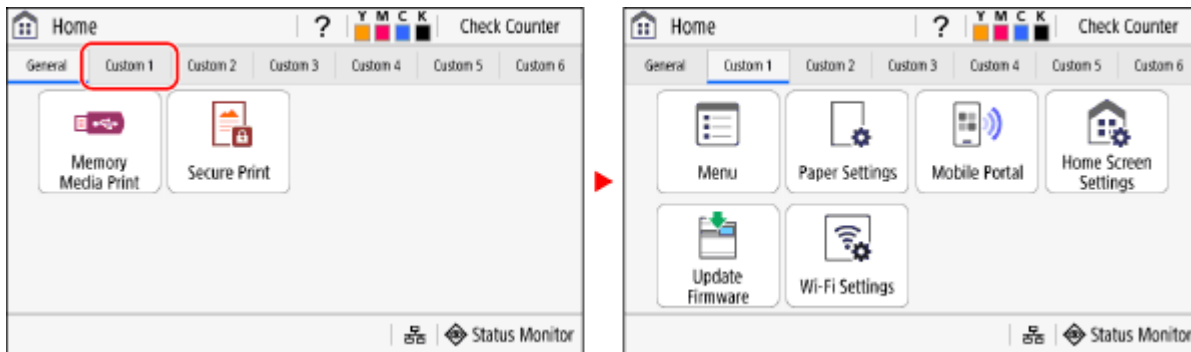 Home ? Y M C K Check Counter
General Custom 1 Custom 2 Custom 3 Custom 4 Custom 5 Custom 6
Memory
Media Print
Secure Print
Status Monitor
Home ? Y M C K Check Counter
General Custom 1 Custom 2 Custom 3 Custom 4 Custom 5 Custom 6
Menu
Paper Settings
Mobile Portal
Home Screen
Settings
Update
Firmware
Wi-Fi Settings
Status Monitor